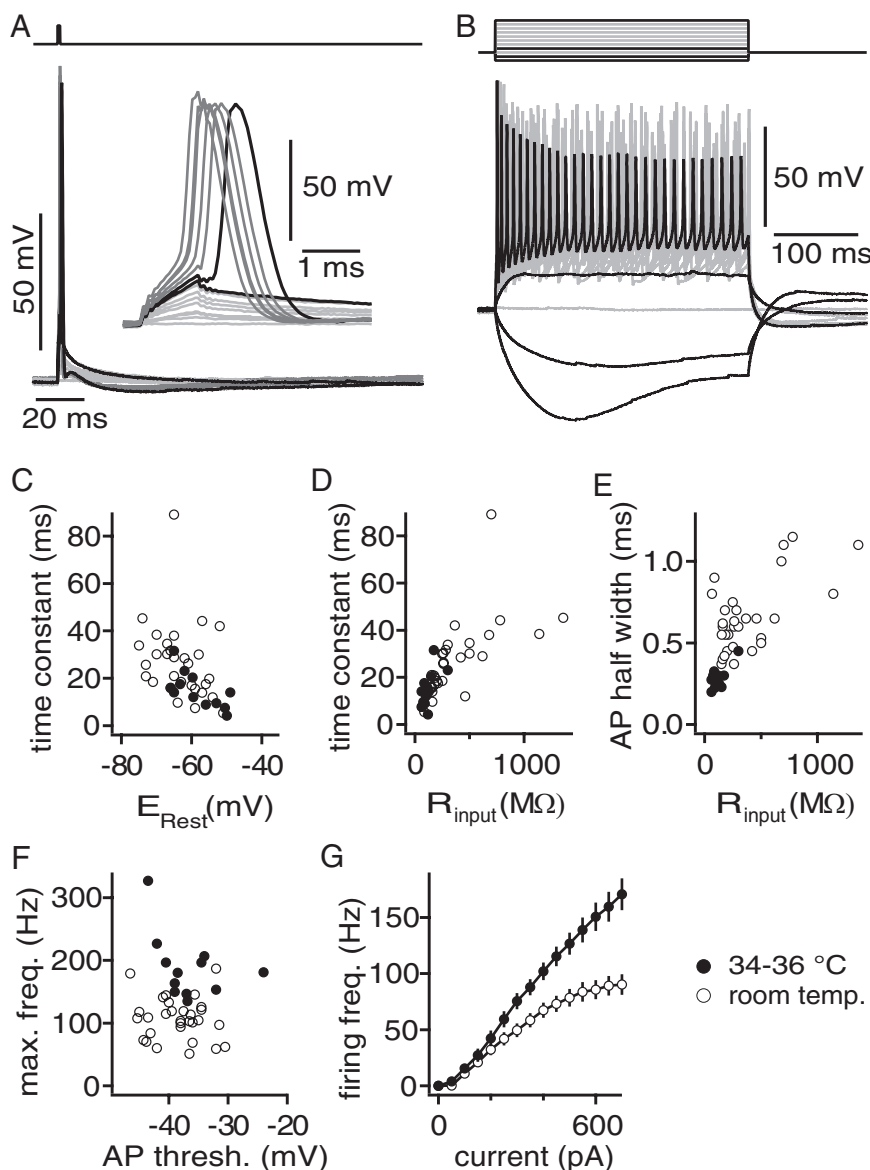 A
B
50 mV
1 ms
50 mV
20 ms
50 mV
100 ms
C
D
E
time constant (ms)
80
60
40
20
0
-80
-60
-40
E_Rest(mV)
time constant (ms)
80
60
40
20
0
0
1000
R_input(MΩ)
AP half width (ms)
1.0
0.5
0.0
0
1000
R_input(MΩ)
F
G
max. freq. (Hz)
300
200
100
0
-40
-30
-20
AP thresh. (mV)
firing freq. (Hz)
150
100
50
0
0
600
current (pA)
34-36 °C
room temp.